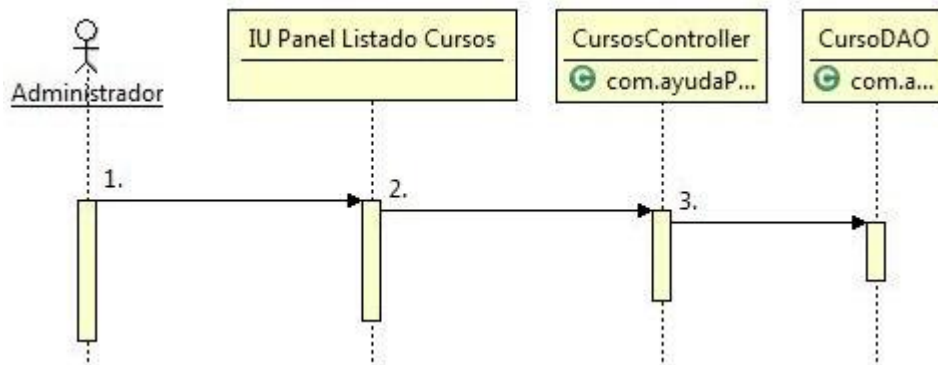 Administrador
IU Panel Listado Cursos
CursosController
com.ayudaP...
CursoDAO
com.a...
1.
2.
3.